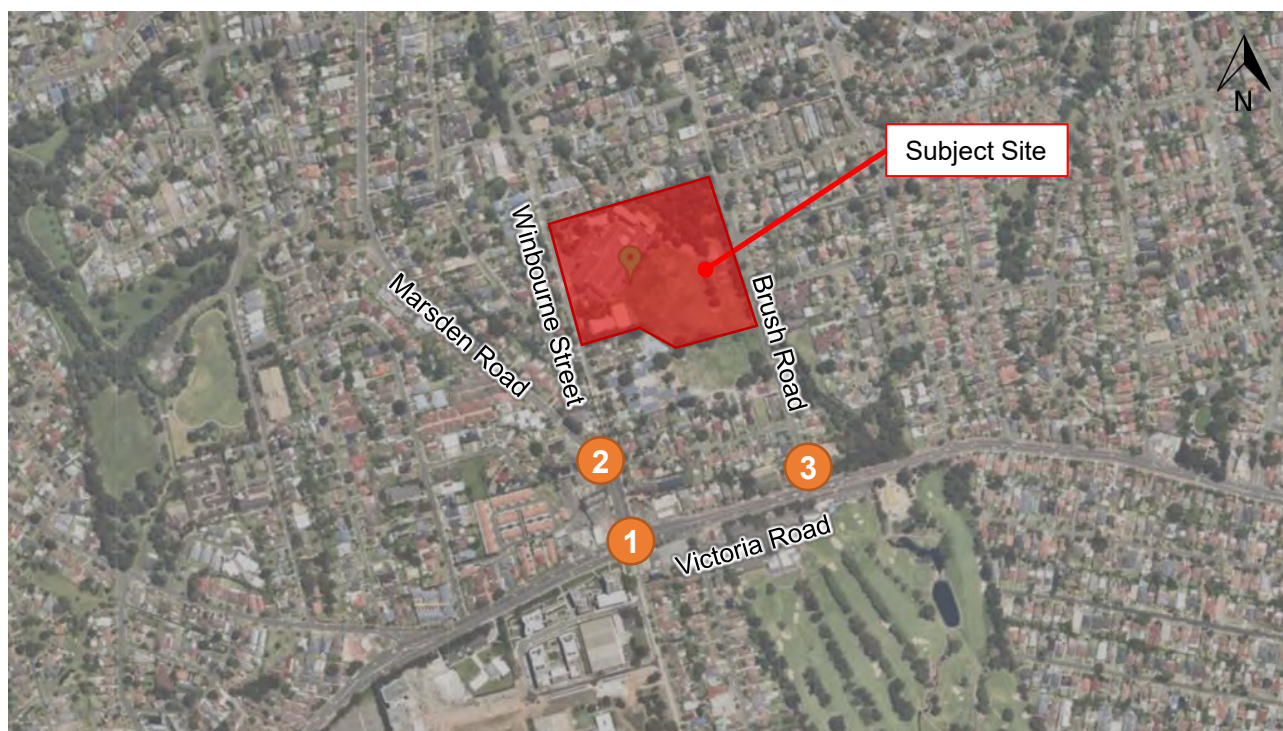 N
Subject Site
Winbourne Street
Marsden Road
Brush Road
2
3
1
Victoria Road